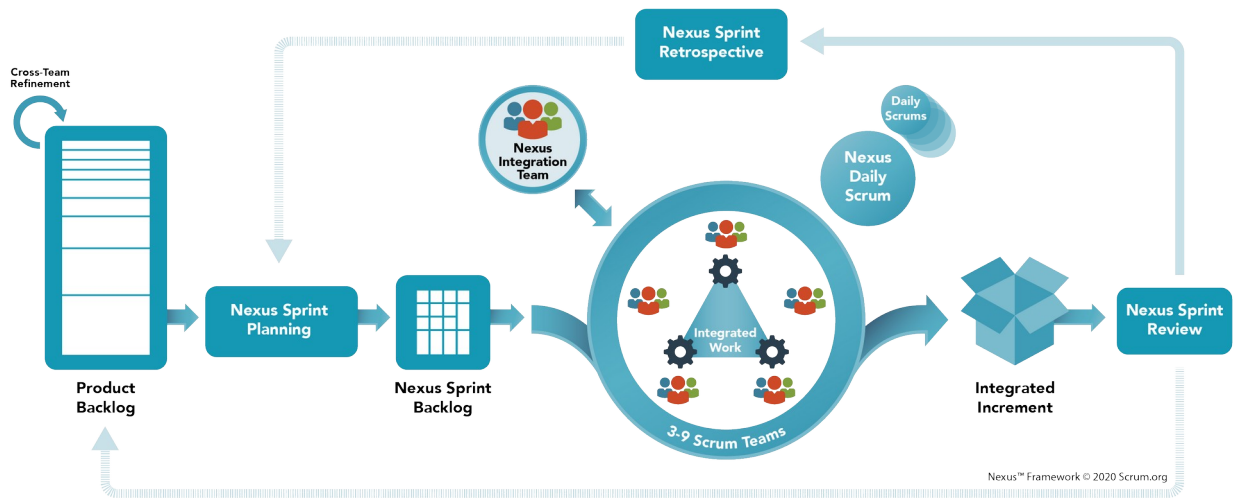 Nexus Sprint
Retrospective
Cross-Team
Refinement
Daily
Scrums
Nexus
Integration
Team
Nexus
Daily
Scrum
Nexus Sprint
Planning
Integrated
Work
Nexus Sprint
Review
Product
Backlog
Nexus Sprint
Backlog
Integrated
Increment
3-9 Scrum Teams
Nexus™ Framework © 2020 Scrum.org